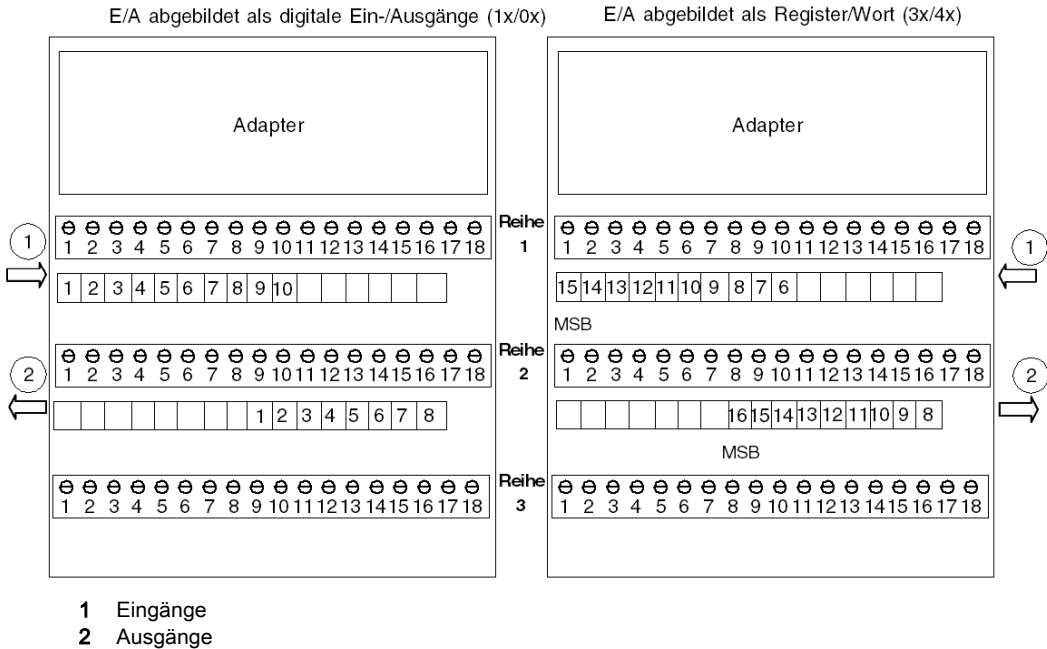 E/A abgebildet als digitale Ein-/Ausgänge (1x/0x)
E/A abgebildet als Register/Wort (3x/4x)
Adapter
Adapter
1 2 3 4 5 6 7 8 9 10 11 12 13 14 15 16 17 18
Reihe
1
1 2 3 4 5 6 7 8 9 10 11 12 13 14 15 16 17 18
1
1
1 2 3 4 5 6 7 8 9 10
15 14 13 12 11 10 9 8 7 6
MSB
1 2 3 4 5 6 7 8 9 10 11 12 13 14 15 16 17 18
Reihe
2
1 2 3 4 5 6 7 8 9 10 11 12 13 14 15 16 17 18
2
2
1 2 3 4 5 6 7 8
16 15 14 13 12 11 10 9 8
MSB
1 2 3 4 5 6 7 8 9 10 11 12 13 14 15 16 17 18
Reihe
3
1 2 3 4 5 6 7 8 9 10 11 12 13 14 15 16 17 18
1 Eingänge
2 Ausgänge